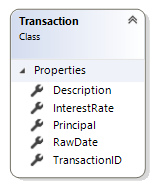 Transaction
Class
Properties
Description
InterestRate
Principal
RawDate
TransactionID